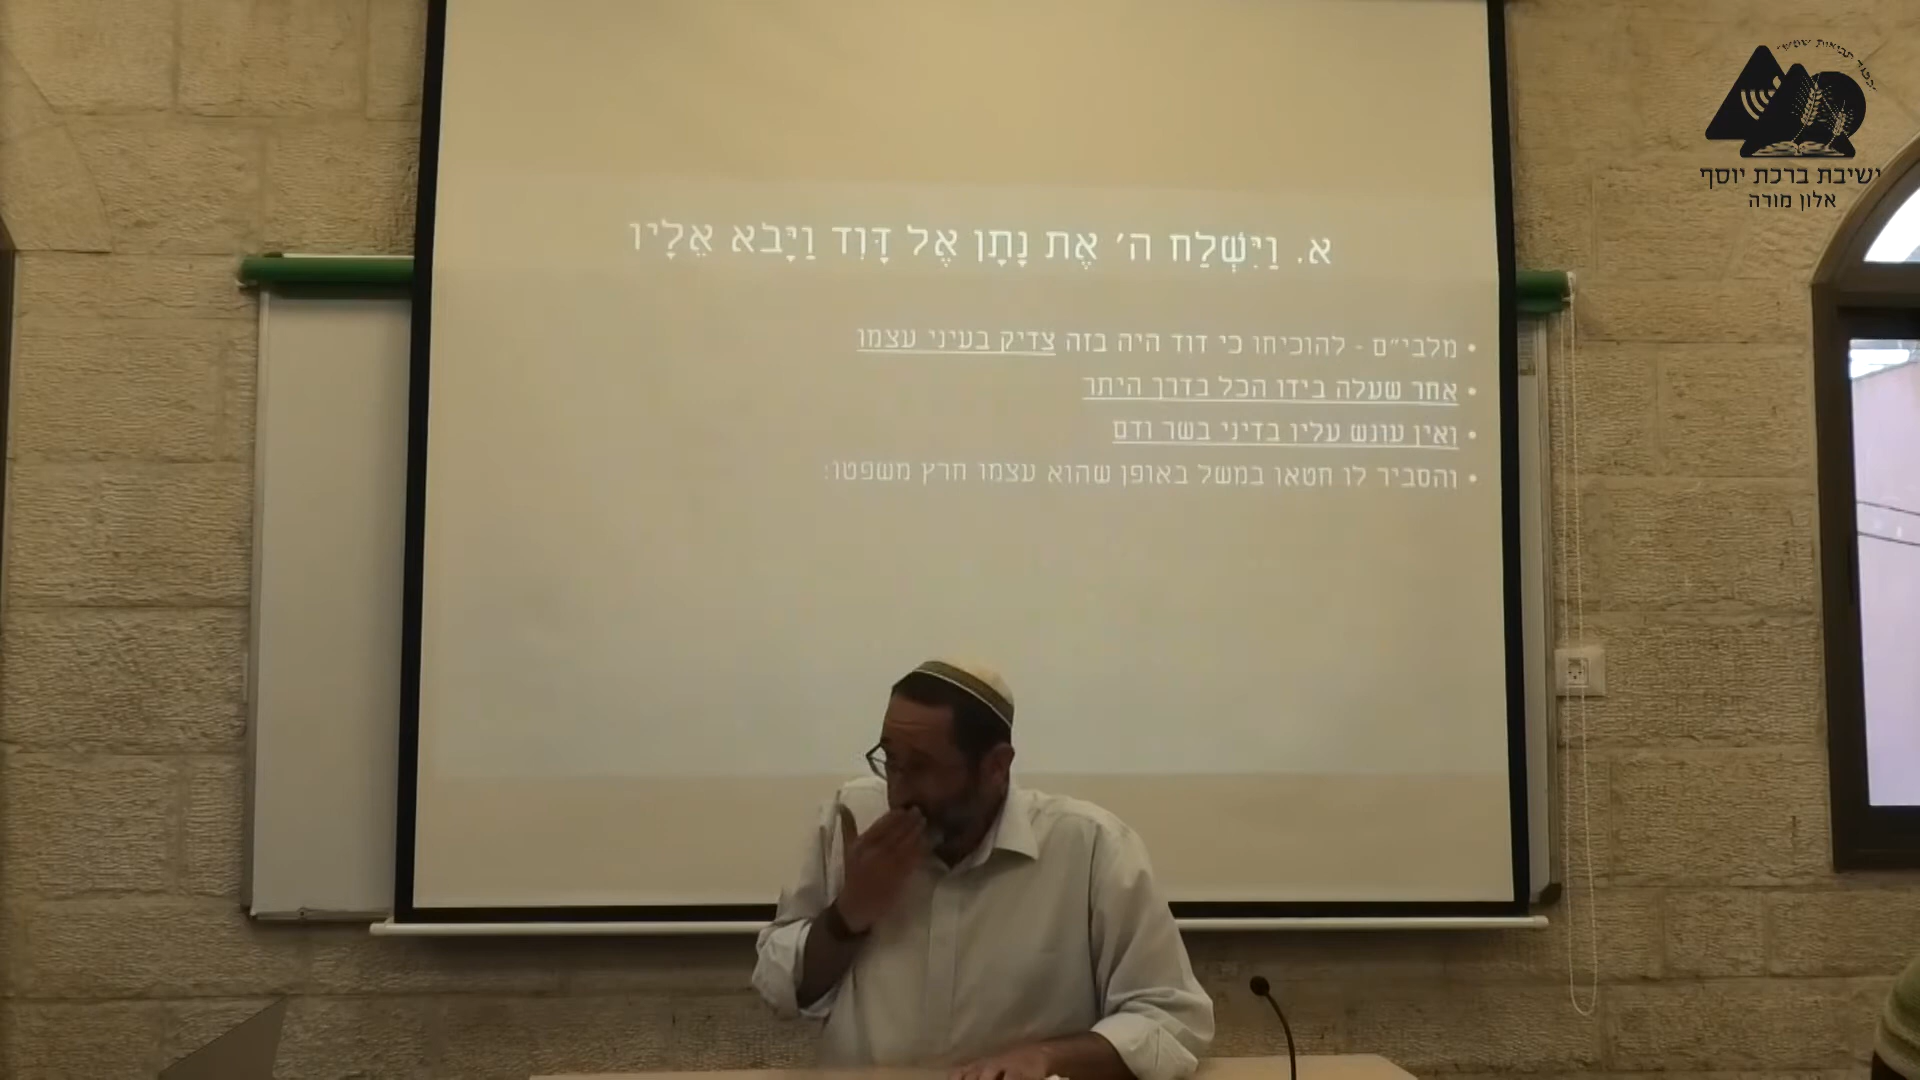 א. וַיִּשְׁלַח ה' אֶת נָתָן אֶל דָּוִד וַיָּבֹא אֵלָיו
• מלבי״ם - להוכיחו כי דוד היה בזה צדיק בעיני עצמו
• אחר שעלה בידו הכל בדרך היתר
• ואין עונש עליו בדיני בשר ודם
• והסביר לו חטאו במשל באופן שהוא עצמו חרץ משפטו:
ישיבת ברכת יוסף
אלון מורה